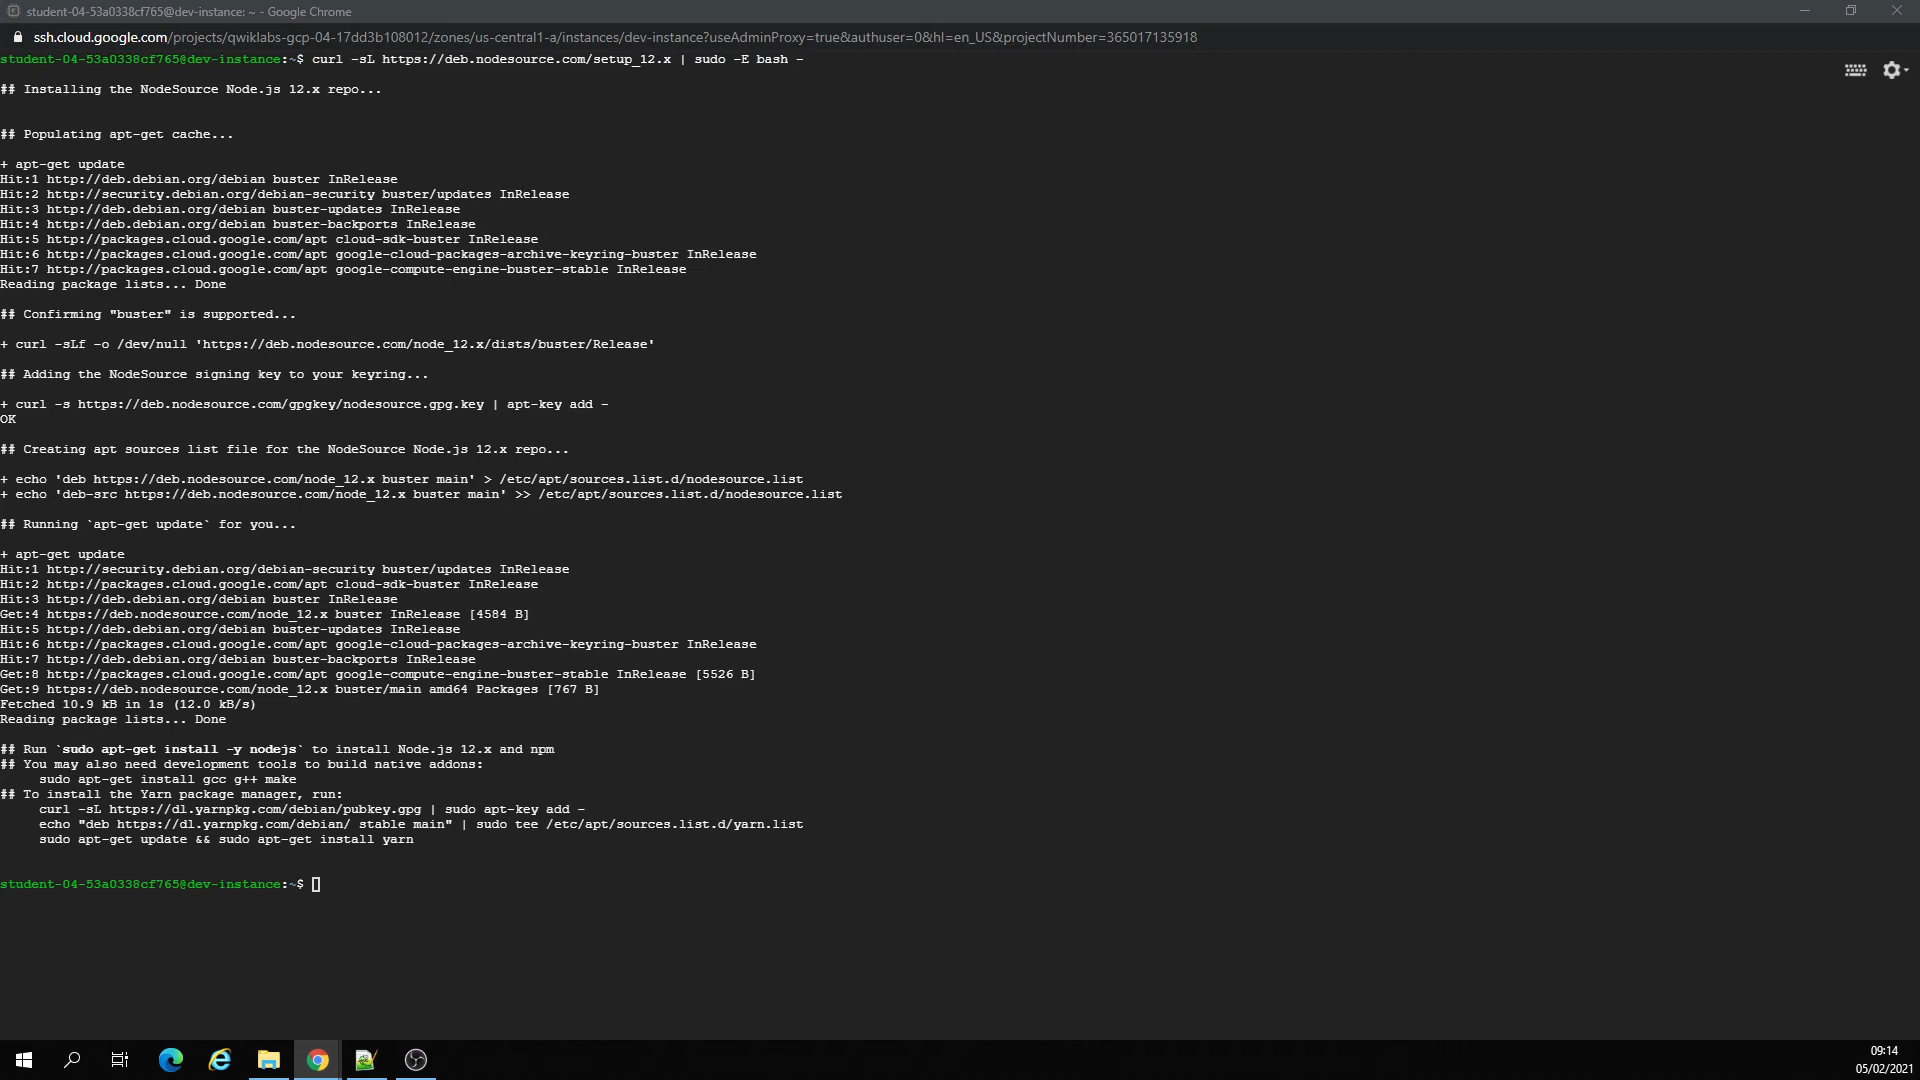 student-04-53a0338cf765@dev-instance: ~ - Google Chrome
ssh.cloud.google.com/projects/qwiklabs-gcp-04-17dd3b108012/zones/us-central1-a/instances/dev-instance?useAdminProxy=true&authuser=0&hl=en_US&projectNumber=365017135918
student-04-53a0338cf765@dev-instance:~$ curl -sL https://deb.nodesource.com/setup_12.x | sudo -E bash -
## Installing the NodeSource Node.js 12.x repo...
## Populating apt-get cache...
+ apt-get update
Hit:1 http://deb.debian.org/debian buster InRelease
Hit:2 http://security.debian.org/debian-security buster/updates InRelease
Hit:3 http://deb.debian.org/debian buster-updates InRelease
Hit:4 http://deb.debian.org/debian buster-backports InRelease
Hit:5 http://packages.cloud.google.com/apt cloud-sdk-buster InRelease
Hit:6 http://packages.cloud.google.com/apt google-cloud-packages-archive-keyring-buster InRelease
Hit:7 http://packages.cloud.google.com/apt google-compute-engine-buster-stable InRelease
Reading package lists... Done
## Confirming "buster" is supported...
+ curl -sLf -o /dev/null 'https://deb.nodesource.com/node_12.x/dists/buster/Release'
## Adding the NodeSource signing key to your keyring...
+ curl -s https://deb.nodesource.com/gpgkey/nodesource.gpg.key | apt-key add -
OK
## Creating apt sources list file for the NodeSource Node.js 12.x repo...
+ echo 'deb https://deb.nodesource.com/node_12.x buster main' > /etc/apt/sources.list.d/nodesource.list
+ echo 'deb-src https://deb.nodesource.com/node_12.x buster main' >> /etc/apt/sources.list.d/nodesource.list
## Running `apt-get update` for you...
+ apt-get update
Hit:1 http://security.debian.org/debian-security buster/updates InRelease
Hit:2 http://packages.cloud.google.com/apt cloud-sdk-buster InRelease
Hit:3 http://deb.debian.org/debian buster InRelease
Get:4 https://deb.nodesource.com/node_12.x buster InRelease [4584 B]
Hit:5 http://deb.debian.org/debian buster-updates InRelease
Hit:6 http://packages.cloud.google.com/apt google-cloud-packages-archive-keyring-buster InRelease
Hit:7 http://deb.debian.org/debian buster-backports InRelease
Get:8 http://packages.cloud.google.com/apt google-compute-engine-buster-stable InRelease [5526 B]
Get:9 https://deb.nodesource.com/node_12.x buster/main amd64 Packages [767 B]
Fetched 10.9 kB in 1s (12.0 kB/s)
Reading package lists... Done
## Run `sudo apt-get install -y nodejs` to install Node.js 12.x and npm
## You may also need development tools to build native addons:
sudo apt-get install gcc g++ make
## To install the Yarn package manager, run:
curl -sL https://dl.yarnpkg.com/debian/pubkey.gpg | sudo apt-key add -
echo "deb https://dl.yarnpkg.com/debian/ stable main" | sudo tee /etc/apt/sources.list.d/yarn.list
sudo apt-get update && sudo apt-get install yarn
student-04-53a0338cf765@dev-instance:~$
09:14
05/02/2021